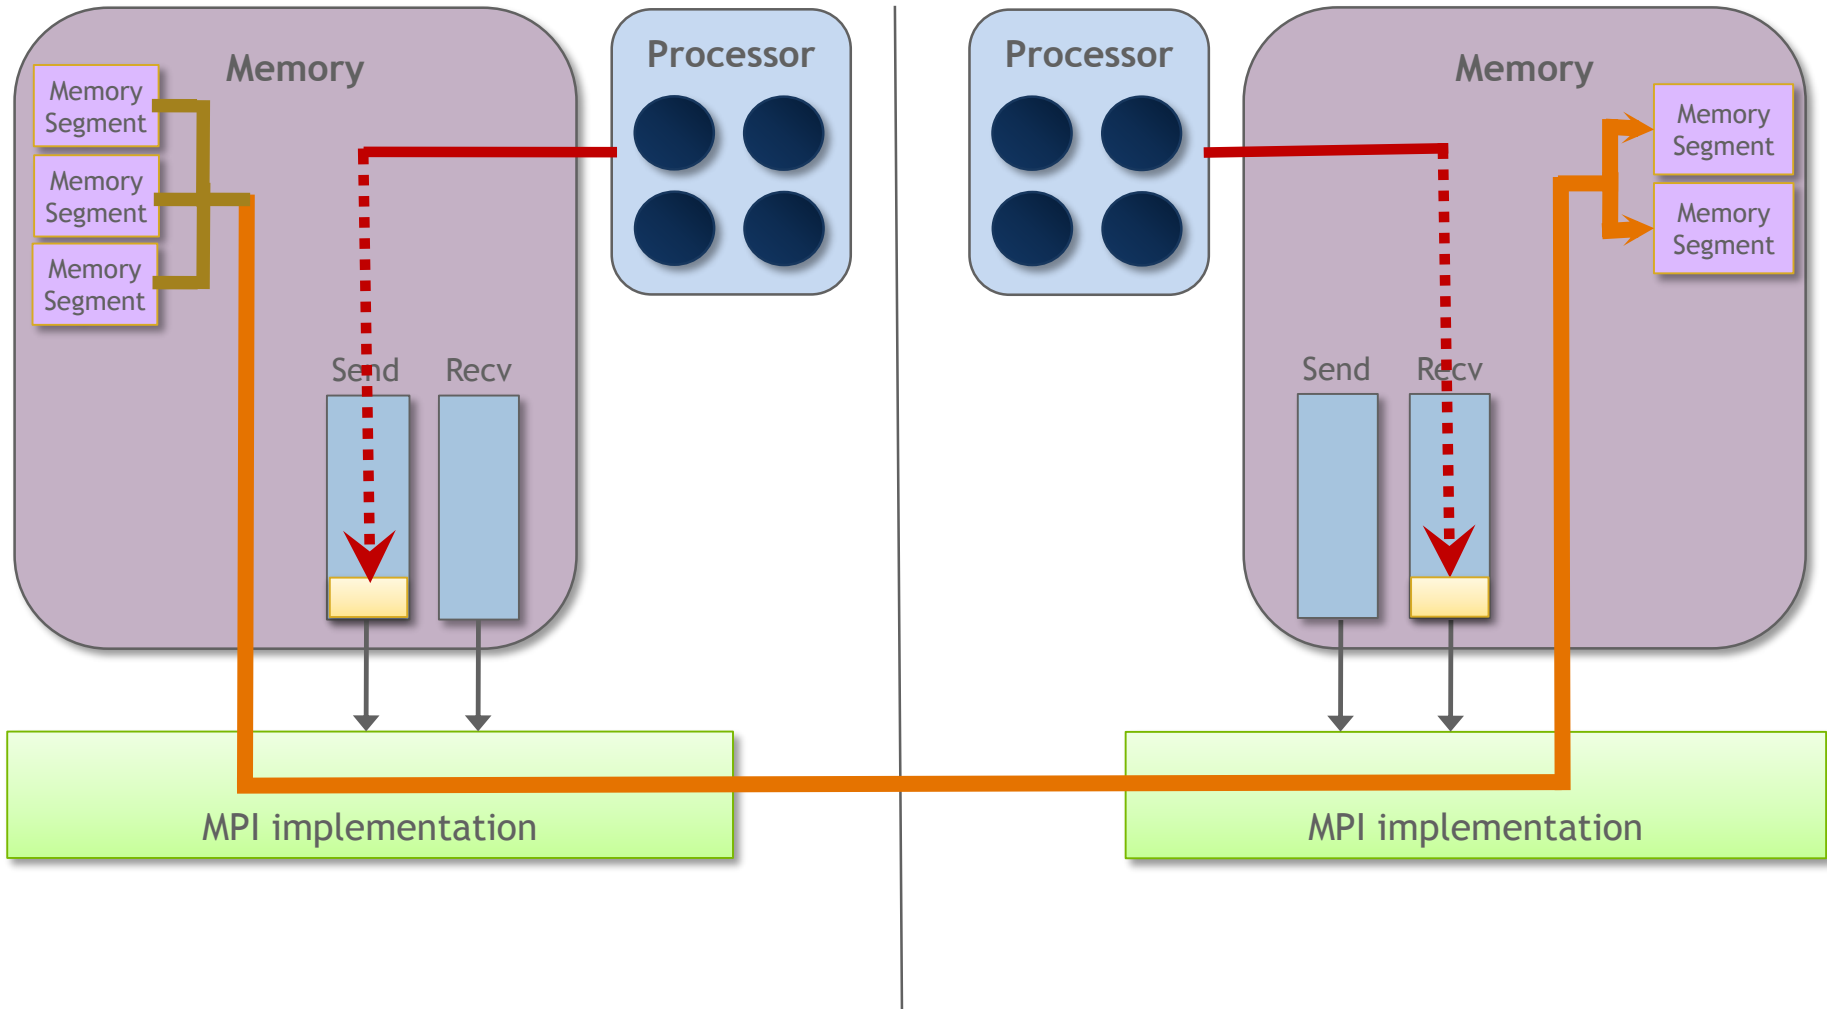 Memory
Memory
Segment
Memory
Segment
Memory
Segment
Send
Recv
Processor
MPI implementation
Processor
Memory
Memory
Segment
Memory
Segment
Send
Recv
MPI implementation